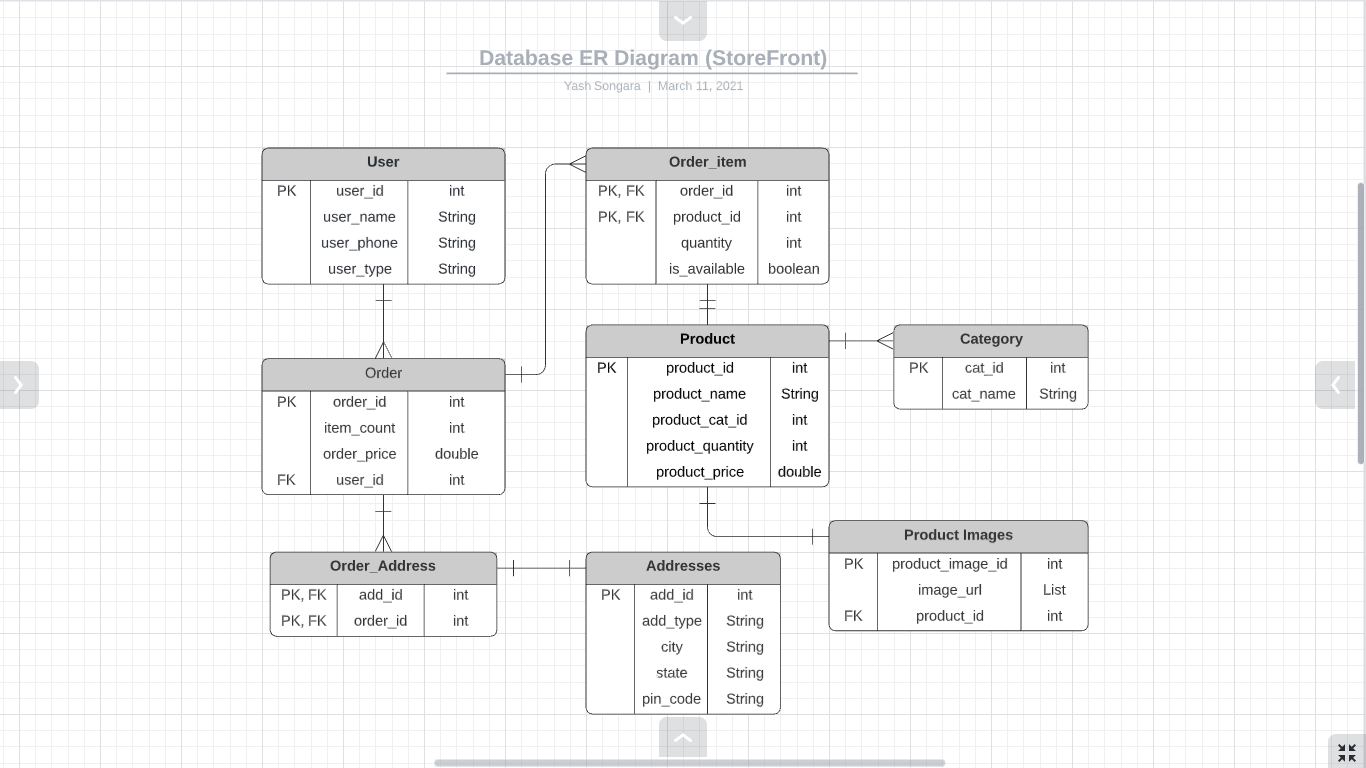 Database ER Diagram (StoreFront)
Yash Songara | March 11, 2021
User
PK user_id int
user_name String
user_phone String
user_type String
Order_item
PK, FK order_id int
PK, FK product_id int
quantity int
is_available boolean
Product
PK product_id int
product_name String
product_cat_id int
product_quantity int
product_price double
Category
PK cat_id int
cat_name String
Order
PK order_id int
item_count int
order_price double
FK user_id int
Product Images
PK product_image_id int
image_url List
FK product_id int
Order_Address
PK, FK add_id int
PK, FK order_id int
Addresses
PK add_id int
add_type String
city String
state String
pin_code String